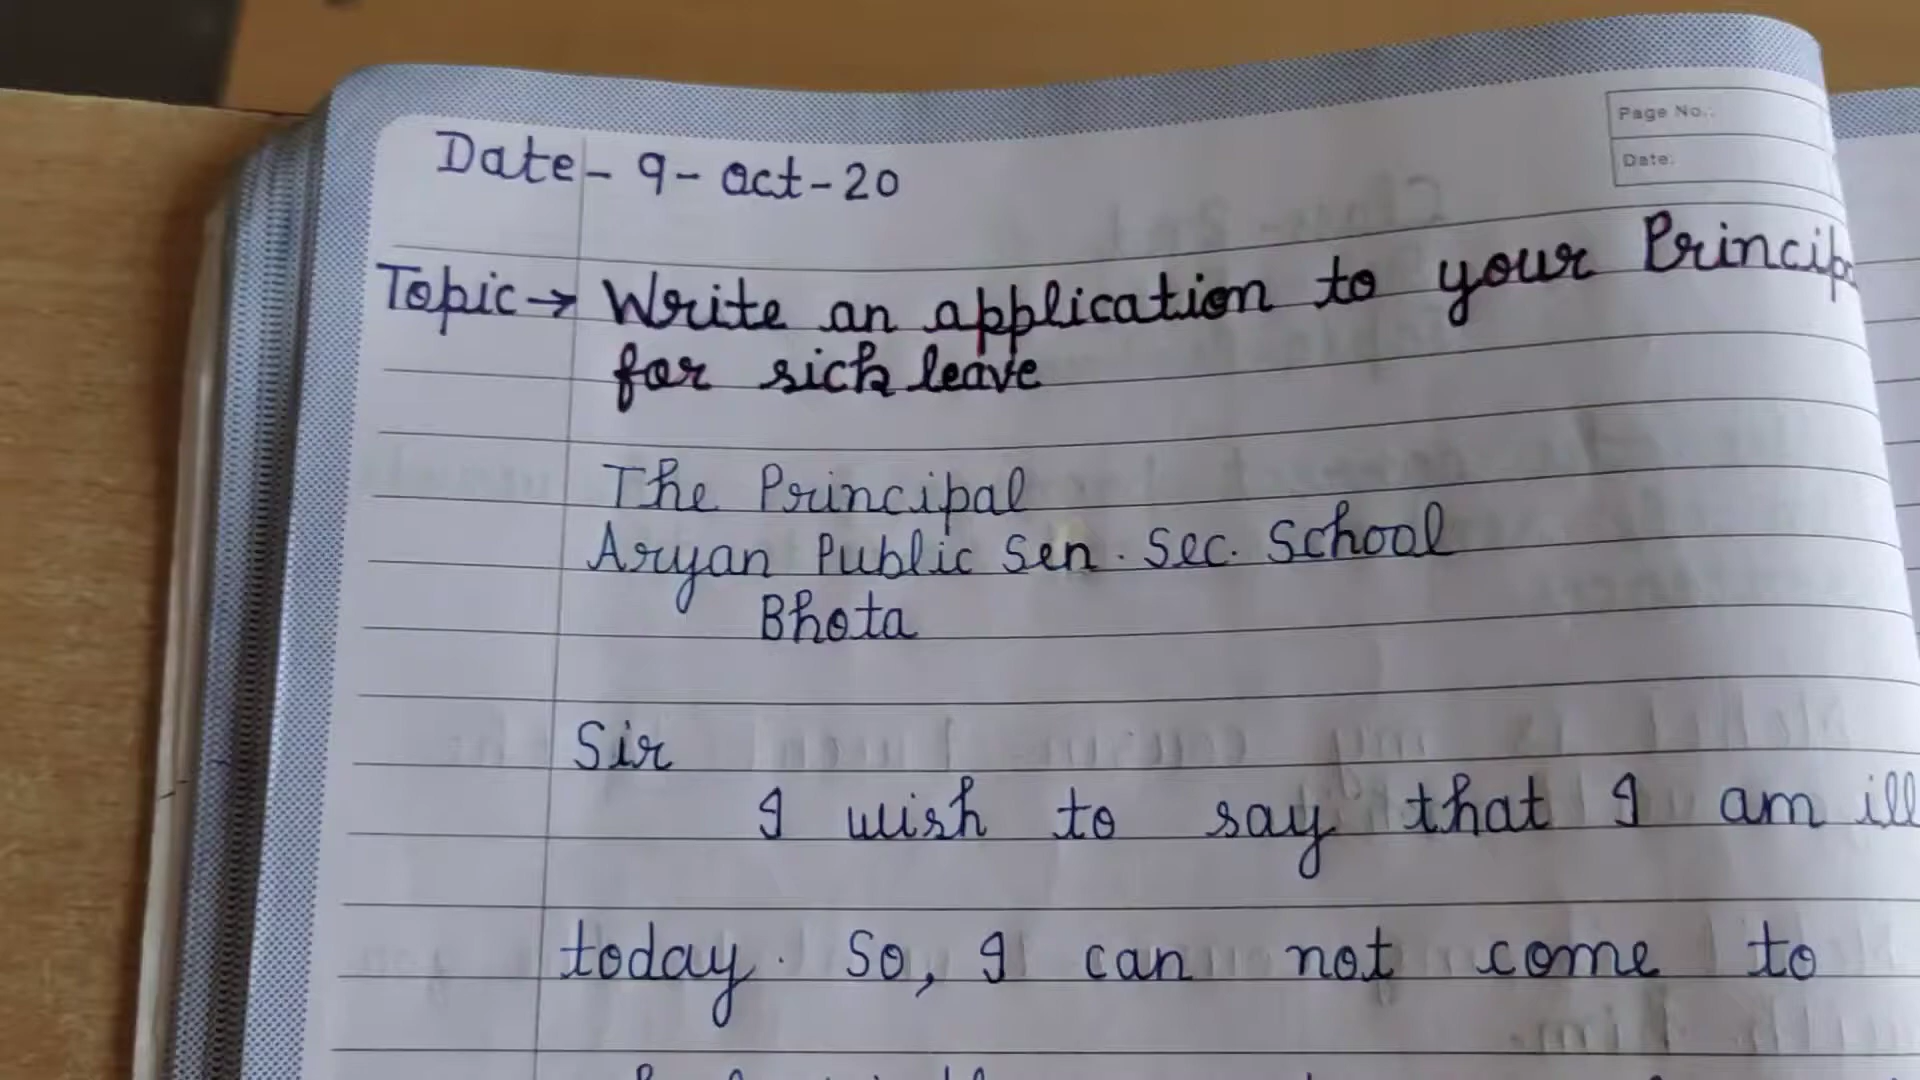 Page No.:
Date:
Date - 9 - Oct - 20
Topic → Write an application to your Princip
for sick leave
The Principal
Aryan Public Sen. Sec. School
Bhota
Sir
I wish to say that I am ill
today. So, I can not come to